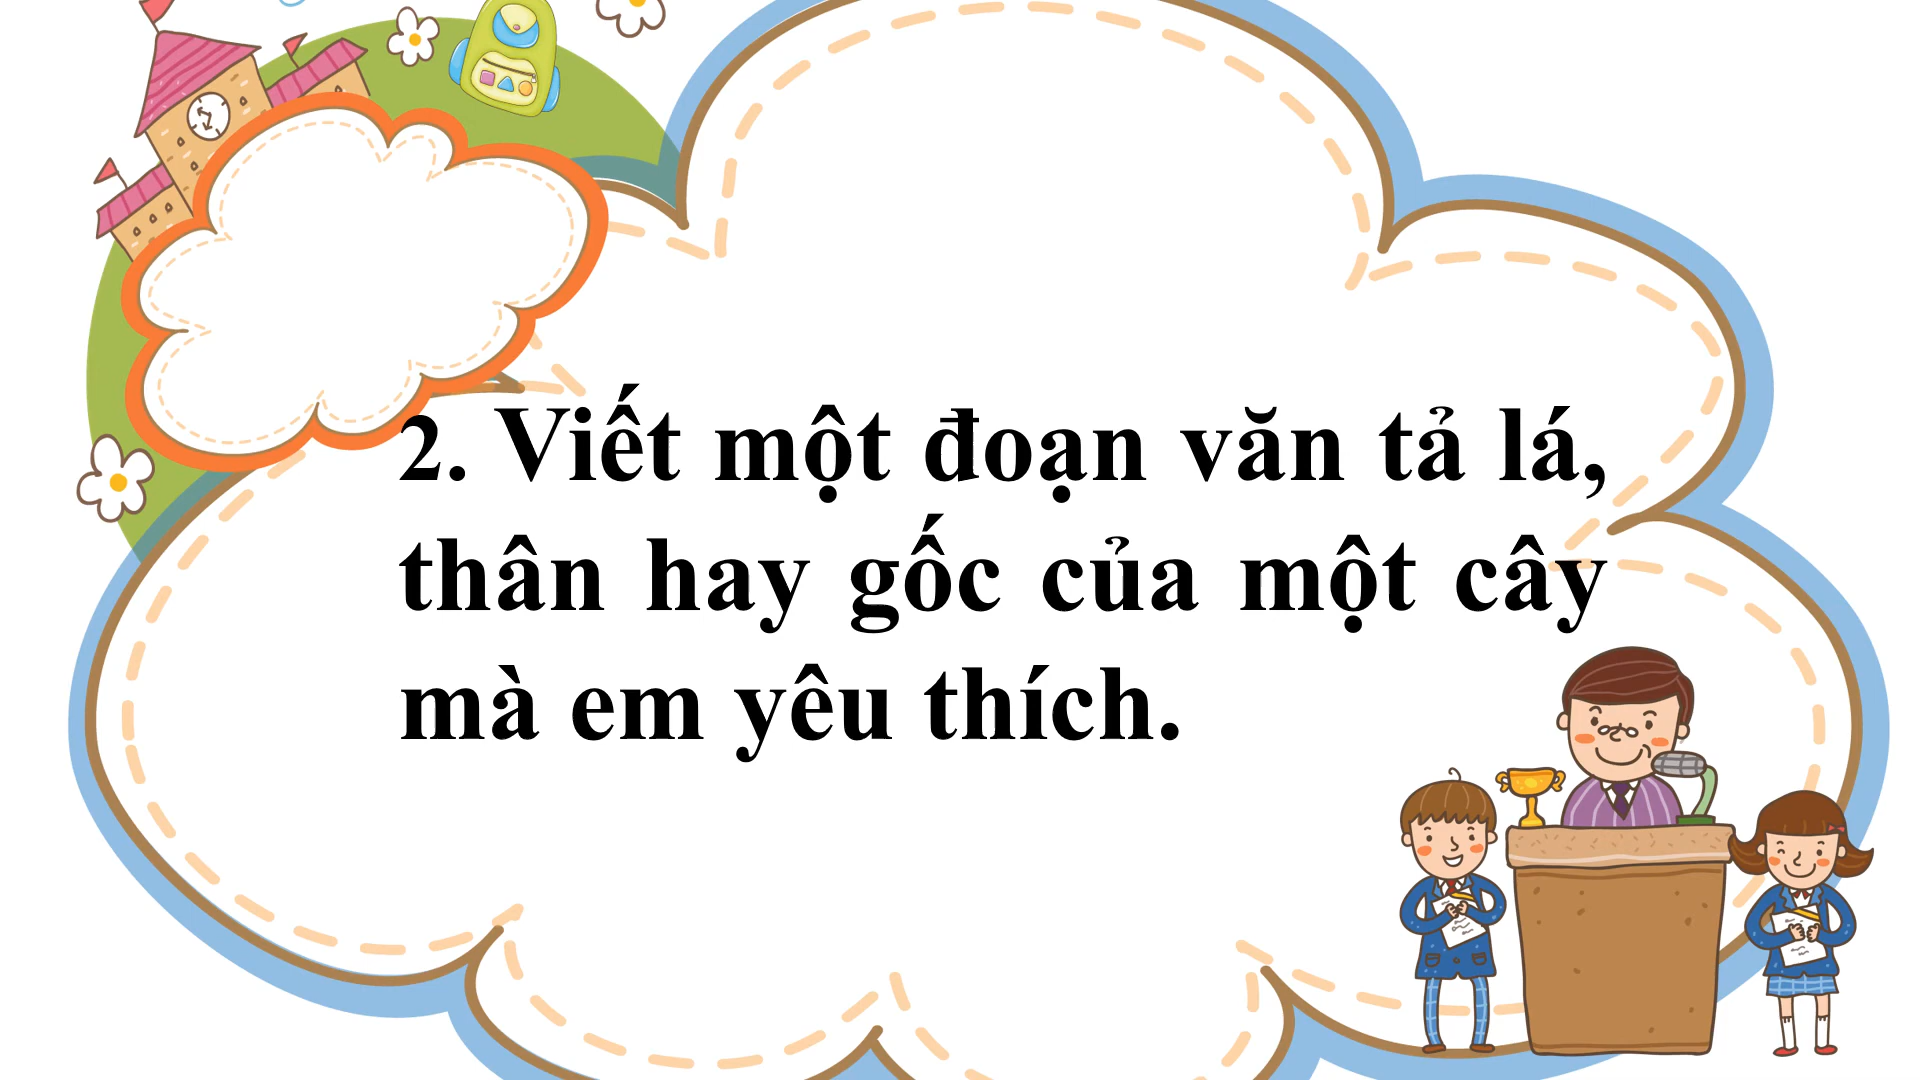 2. Viết một đoạn văn tả lá,
thân hay gốc của một cây
mà em yêu thích.